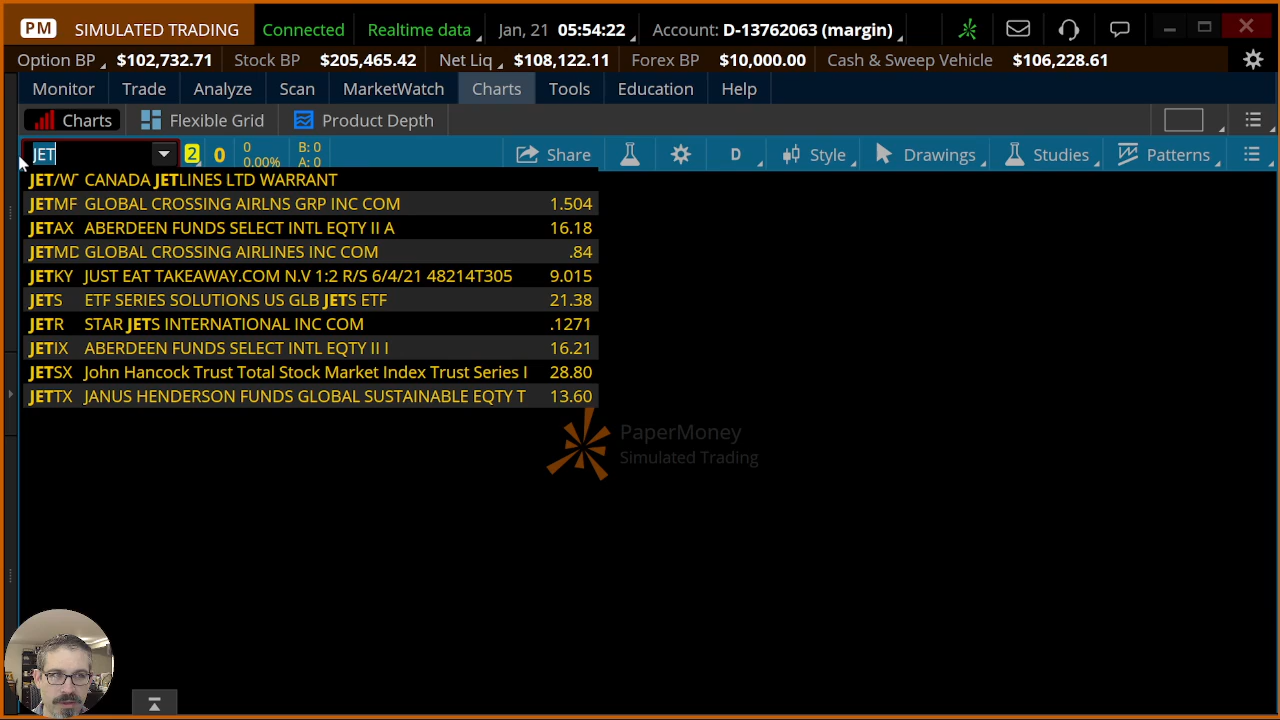 PM SIMULATED TRADING Connected Realtime data Jan, 21 05:54:22 Account: D-13762063 (margin)
Option BP $102,732.71 Stock BP $205,465.42 Net Liq $108,122.11 Forex BP $10,000.00 Cash & Sweep Vehicle $106,228.61
Monitor Trade Analyze Scan MarketWatch Charts Tools Education Help
Charts Flexible Grid Product Depth
JET 2 0 0 0.00% B: 0 A: 0 Share D Style Drawings Studies Patterns
JET/W CANADA JETLINES LTD WARRANT
JETMF GLOBAL CROSSING AIRLNS GRP INC COM 1.504
JETAX ABERDEEN FUNDS SELECT INTL EQTY II A 16.18
JETMD GLOBAL CROSSING AIRLINES INC COM .84
JETKY JUST EAT TAKEAWAY.COM N.V 1:2 R/S 6/4/21 48214T305 9.015
JETS ETF SERIES SOLUTIONS US GLB JETS ETF 21.38
JETR STAR JETS INTERNATIONAL INC COM .1271
JETIX ABERDEEN FUNDS SELECT INTL EQTY II I 16.21
JETSX John Hancock Trust Total Stock Market Index Trust Series I 28.80
JETTX JANUS HENDERSON FUNDS GLOBAL SUSTAINABLE EQTY T 13.60
PaperMoney
Simulated Trading